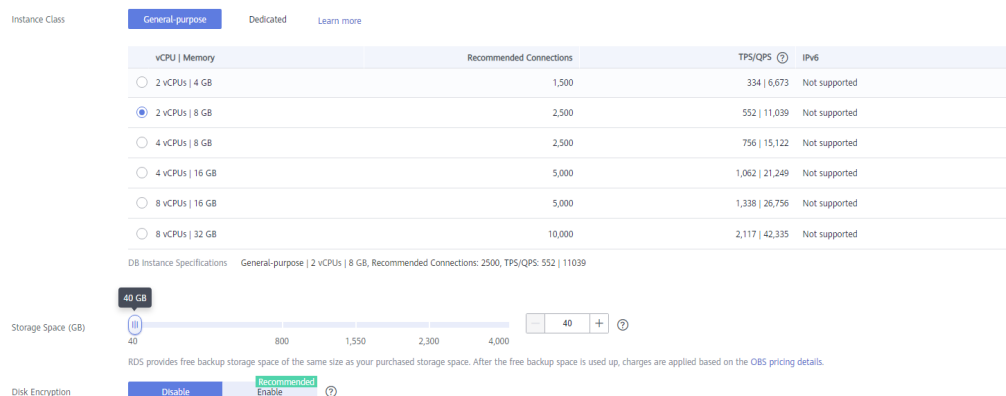 Instance Class General-purpose Dedicated Learn more
vCPU | Memory Recommended Connections TPS/QPS ? IPv6
2 vCPUs | 4 GB 1,500 334 | 6,673 Not supported
2 vCPUs | 8 GB 2,500 552 | 11,039 Not supported
4 vCPUs | 8 GB 2,500 756 | 15,122 Not supported
4 vCPUs | 16 GB 5,000 1,062 | 21,249 Not supported
8 vCPUs | 16 GB 5,000 1,338 | 26,756 Not supported
8 vCPUs | 32 GB 10,000 2,117 | 42,335 Not supported
DB Instance Specifications General-purpose | 2 vCPUs | 8 GB, Recommended Connections: 2500, TPS/QPS: 552 | 11039
40 GB
Storage Space (GB) − 40 + ?
40 800 1,550 2,300 4,000
RDS provides free backup storage space of the same size as your purchased storage space. After the free backup space is used up, charges are applied based on the OBS pricing details.
Recommended
Disk Encryption Disable Enable ?